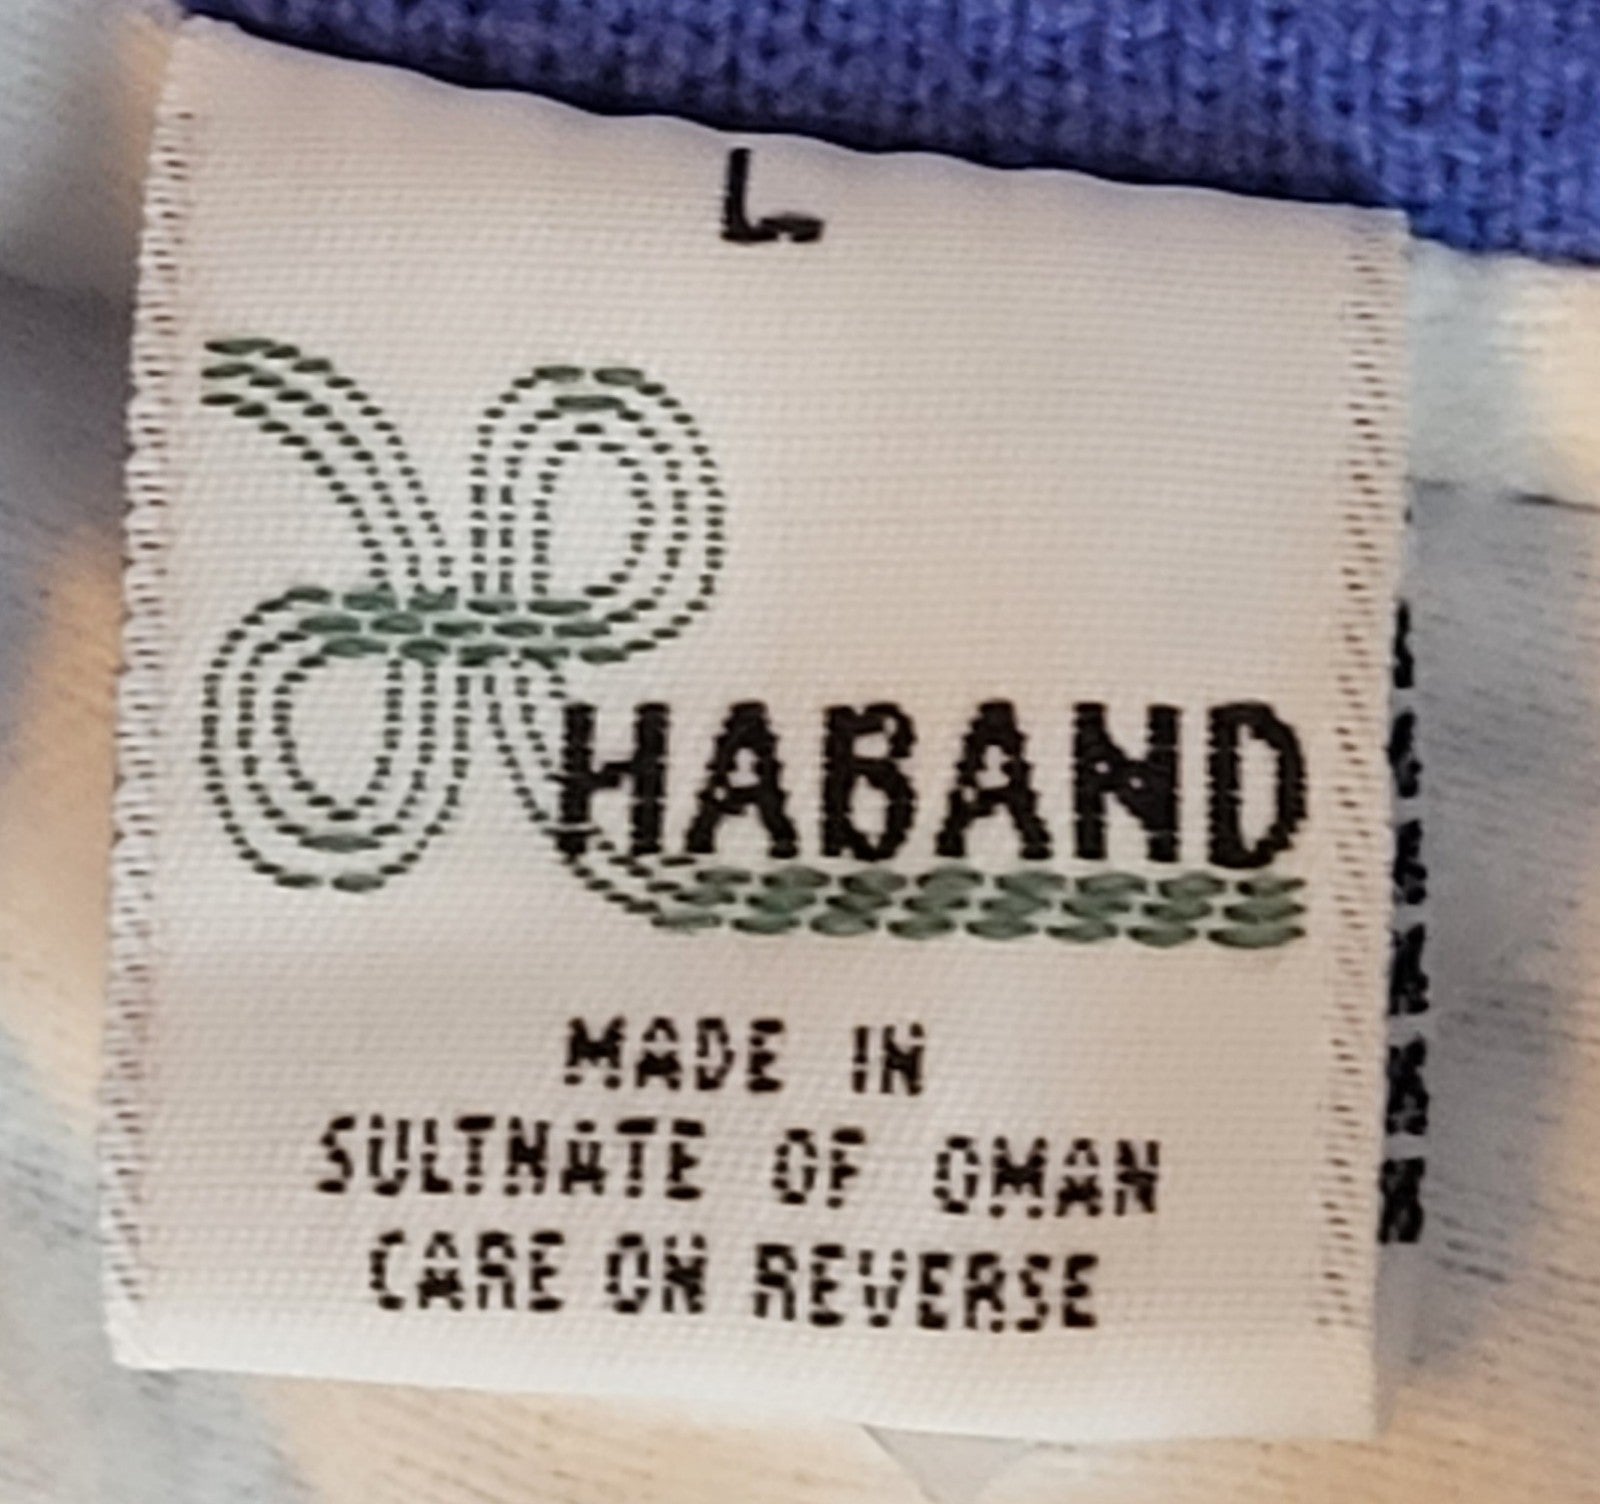 L
HABAND
MADE IN
SULTNATE OF OMAN
CARE ON REVERSE